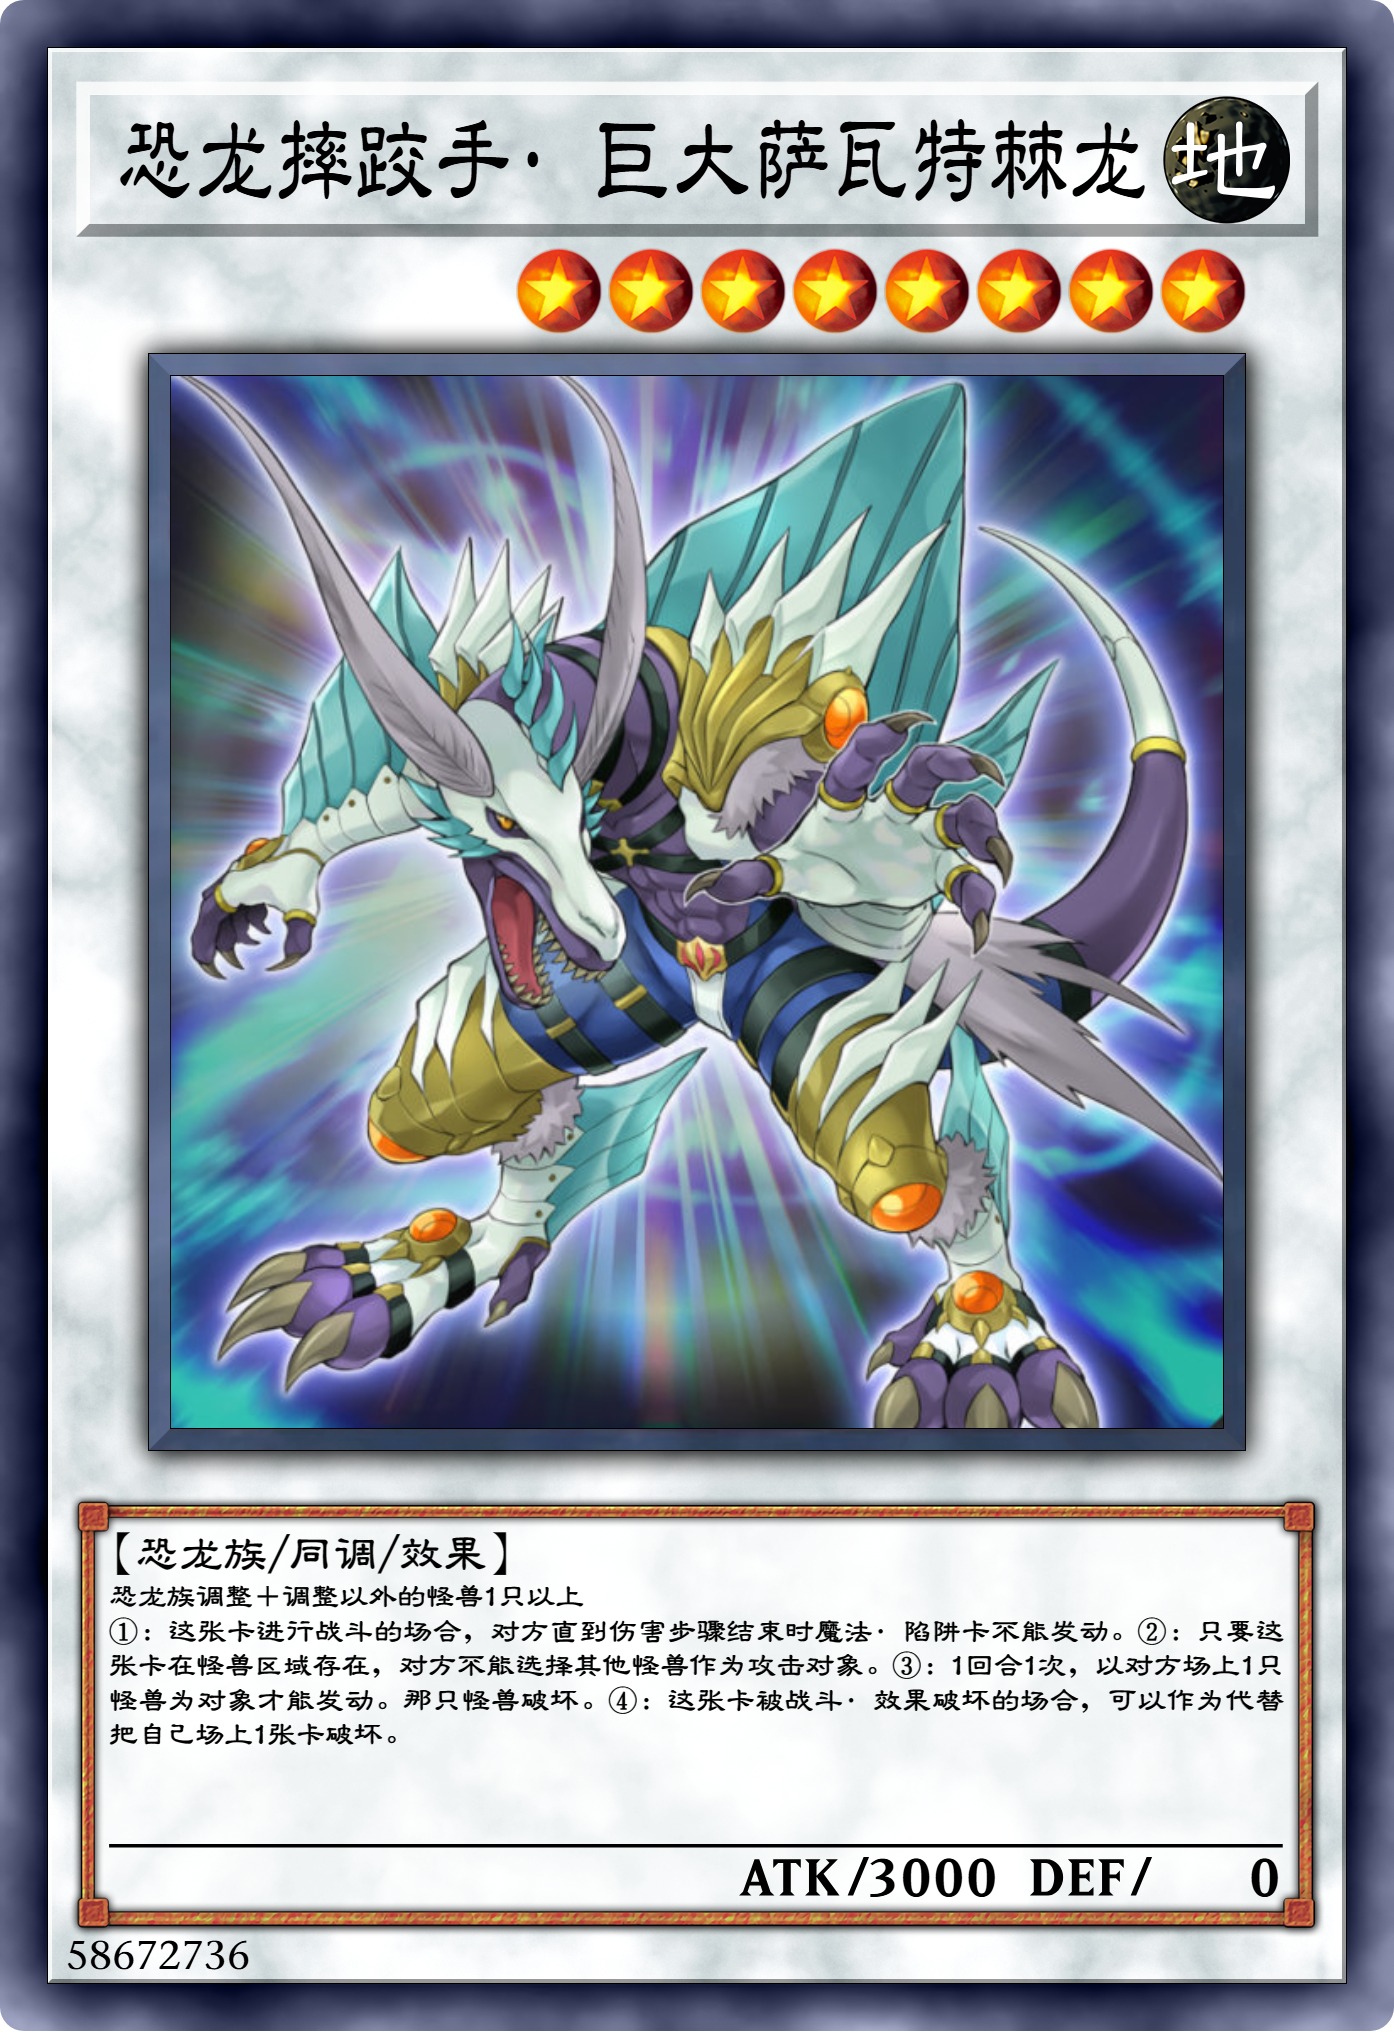 恐龙摔跤手·巨大萨瓦特棘龙
地
【恐龙族/同调/效果】
恐龙族调整＋调整以外的怪兽1只以上
①：这张卡进行战斗的场合，对方直到伤害步骤结束时魔法·陷阱卡不能发动。②：只要这
张卡在怪兽区域存在，对方不能选择其他怪兽作为攻击对象。③：1回合1次，以对方场上1只
怪兽为对象才能发动。那只怪兽破坏。④：这张卡被战斗·效果破坏的场合，可以作为代替
把自己场上1张卡破坏。
ATK/3000 DEF/ 0
58672736